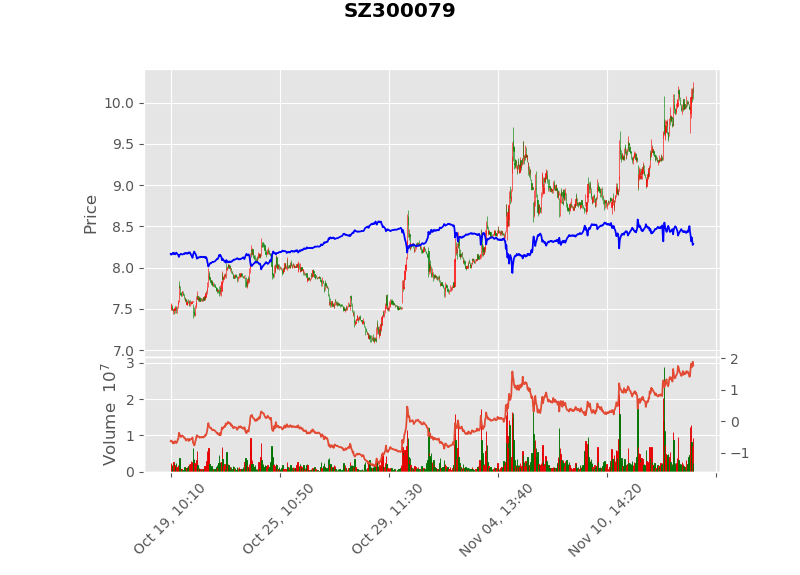 SZ300079
Price
10.0
9.5
9.0
8.5
8.0
7.5
7.0
Volume 10^7
3
2
1
0
2
1
0
−1
Oct 19, 10:10
Oct 25, 10:50
Oct 29, 11:30
Nov 04, 13:40
Nov 10, 14:20